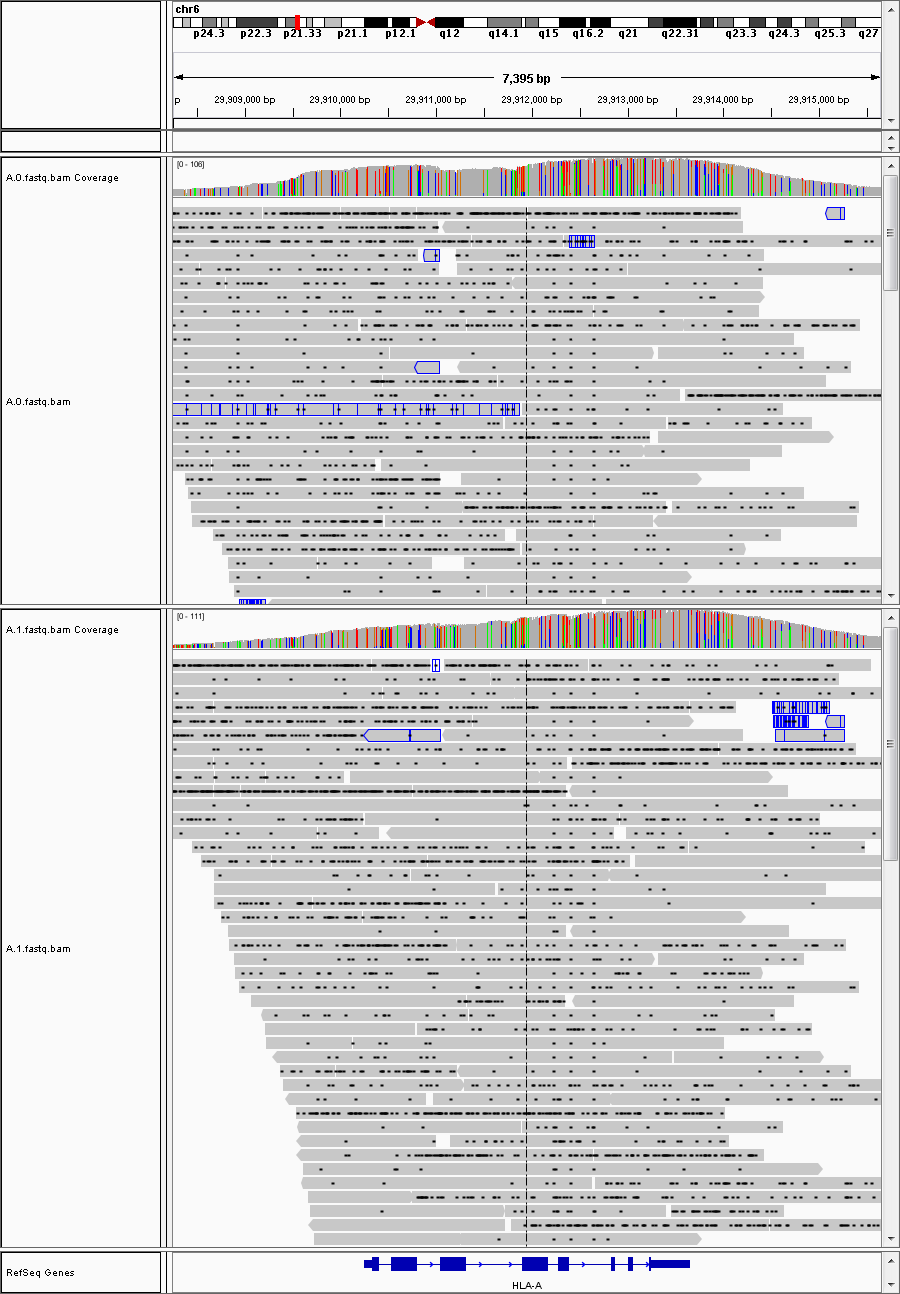 chr6
p24.3 p22.3 p21.33 p21.1 p12.1 q12 q14.1 q15 q16.2 q21 q22.31 q23.3 q24.3 q25.3 q27
7,395 bp
p 29,909,000 bp 29,910,000 bp 29,911,000 bp 29,912,000 bp 29,913,000 bp 29,914,000 bp 29,915,000 bp
[0 - 106]
A.0.fastq.bam Coverage
A.0.fastq.bam
[0 - 111]
A.1.fastq.bam Coverage
A.1.fastq.bam
RefSeq Genes
HLA-A